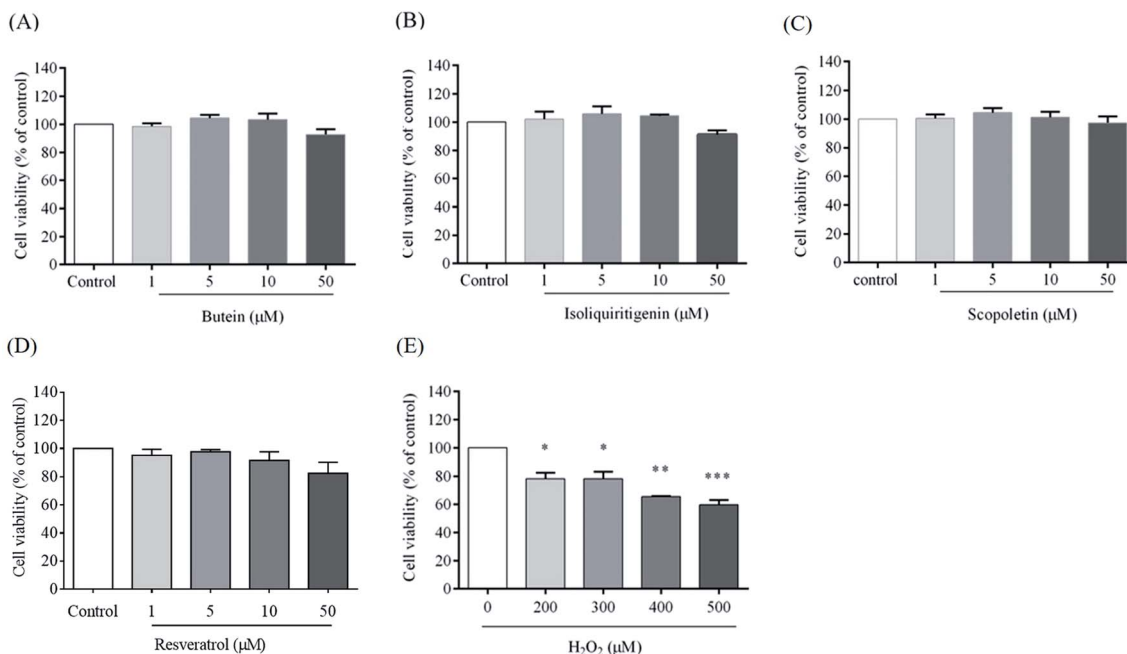 (A)
Cell viability (% of control)
140
120
100
80
60
40
20
0
Control 1 5 10 50
Butein (μM)
(B)
Cell viability (% of control)
140
120
100
80
60
40
20
0
Control 1 5 10 50
Isoliquiritigenin (μM)
(C)
Cell viability (% of control)
140
120
100
80
60
40
20
0
control 1 5 10 50
Scopoletin (μM)
(D)
Cell viability (% of control)
140
120
100
80
60
40
20
0
Control 1 5 10 50
Resveratrol (μM)
(E)
Cell viability (% of control)
140
120
100
80
60
40
20
0
* * ** ***
0 200 300 400 500
H₂O₂ (μM)